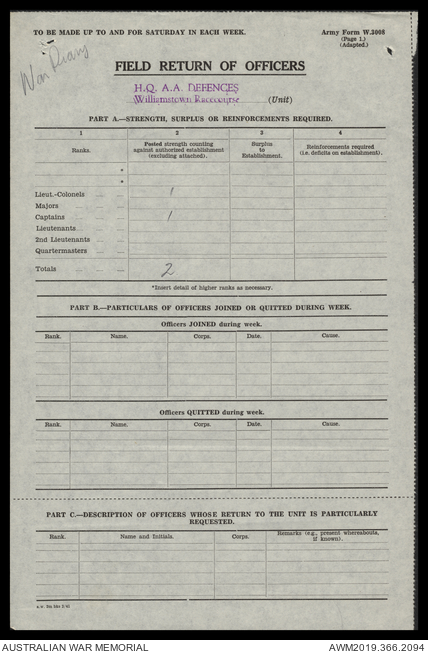 TO BE MADE UP TO AND FOR SATURDAY IN EACH WEEK.
Army Form W.3008
(Page 1.)
(Adapted.)
War Diary
FIELD RETURN OF OFFICERS
H.Q. A.A. DEFENCES
Williamstown Racecourse (Unit)
PART A.—STRENGTH, SURPLUS OR REINFORCEMENTS REQUIRED.
1 2 3 4
Ranks. Posted strength counting against authorized establishment (excluding attached). Surplus to Establishment. Reinforcements required (i.e. deficits on establishment).
*
*
Lieut.-Colonels 1
Majors
Captains 1
Lieutenants
2nd Lieutenants
Quartermasters
Totals 2
*Insert detail of higher ranks as necessary.
PART B.—PARTICULARS OF OFFICERS JOINED OR QUITTED DURING WEEK.
Officers JOINED during week.
Rank. Name. Corps. Date. Cause.
Officers QUITTED during week.
Rank. Name. Corps. Date. Cause.
PART C.—DESCRIPTION OF OFFICERS WHOSE RETURN TO THE UNIT IS PARTICULARLY
REQUESTED.
Rank. Name and Initials. Corps. Remarks (e.g., present whereabouts, if known).
AUSTRALIAN WAR MEMORIAL
AWM2019.366.2094